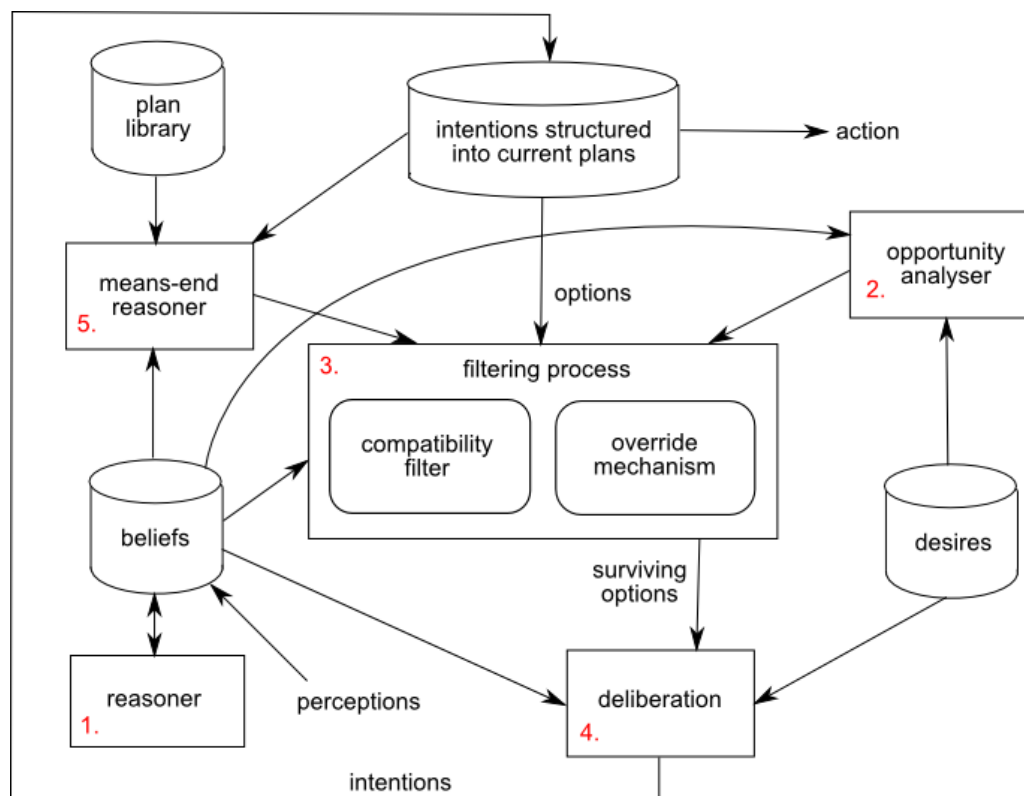 plan
library
intentions structured
into current plans
action
means-end
reasoner
5.
options
opportunity
analyser
2.
3.
filtering process
compatibility
filter
override
mechanism
beliefs
desires
surviving
options
reasoner
1.
perceptions
deliberation
4.
intentions